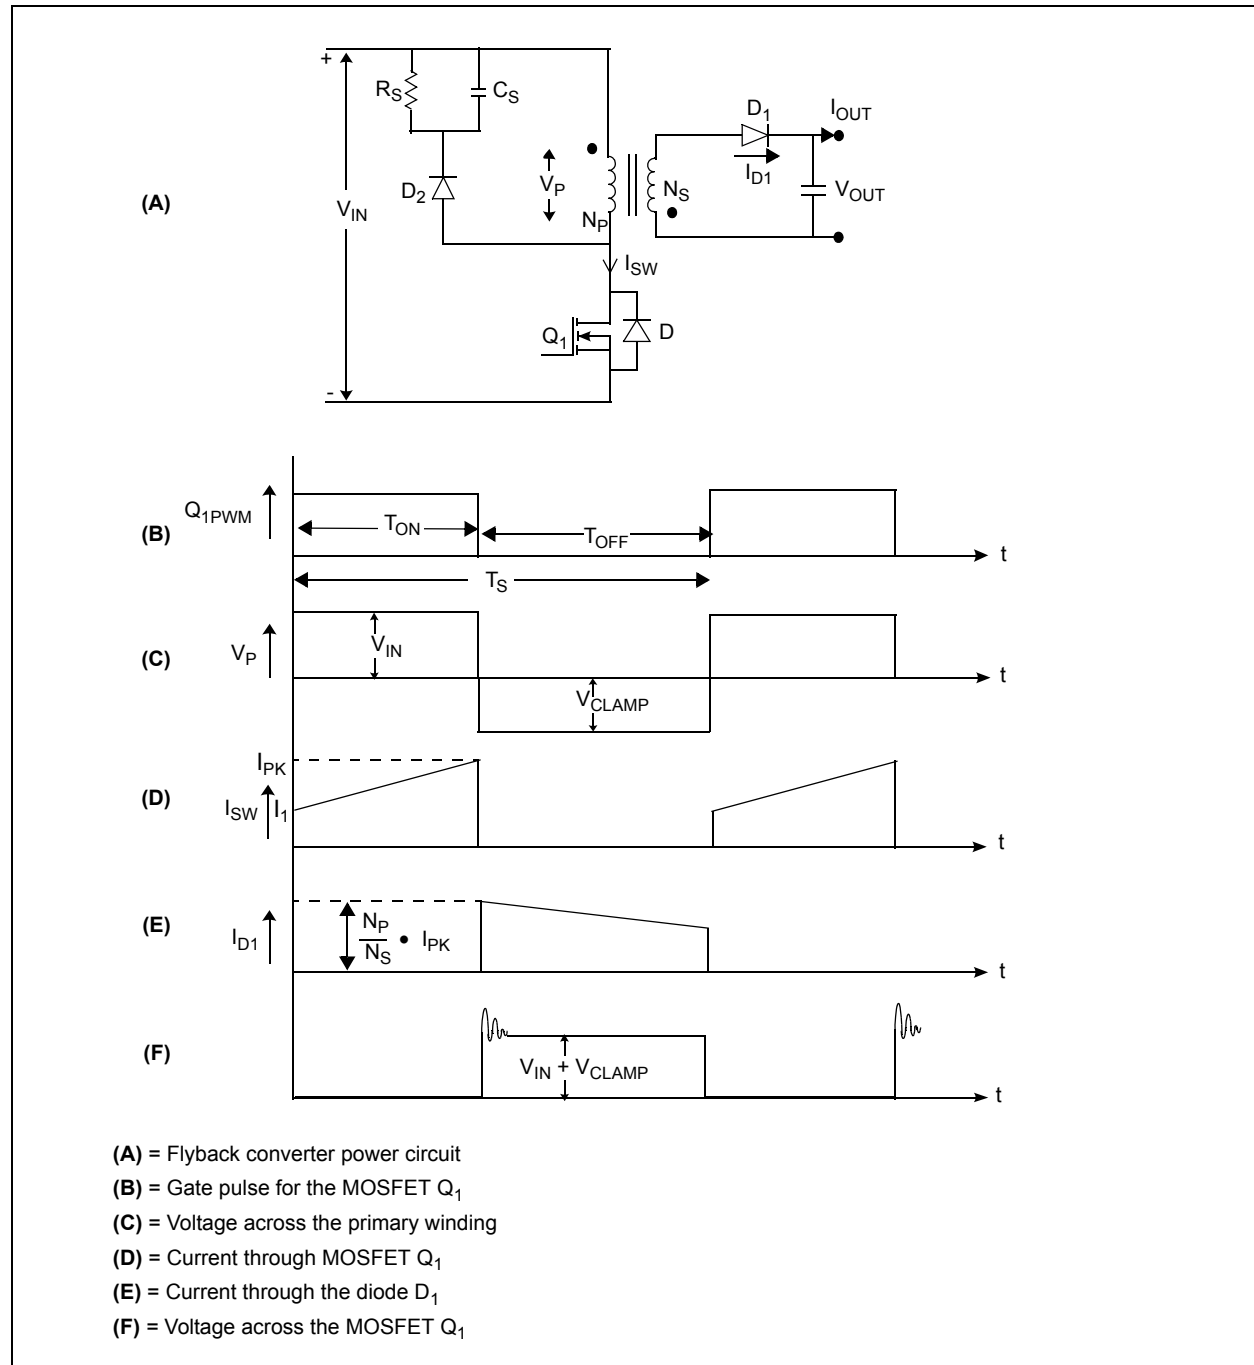 +
R_S
C_S
D_1
I_OUT
D_2
V_P
N_P
N_S
I_D1
V_OUT
(A)
V_IN
I_SW
Q_1
D
-
Q_1PWM
T_ON
T_OFF
(B)
t
T_S
V_P
V_IN
(C)
t
V_CLAMP
I_PK
(D)
I_SW
I_1
t
(E)
I_D1
N_P
N_S
• I_PK
t
(F)
V_IN + V_CLAMP
t
(A) = Flyback converter power circuit
(B) = Gate pulse for the MOSFET Q_1
(C) = Voltage across the primary winding
(D) = Current through MOSFET Q_1
(E) = Current through the diode D_1
(F) = Voltage across the MOSFET Q_1